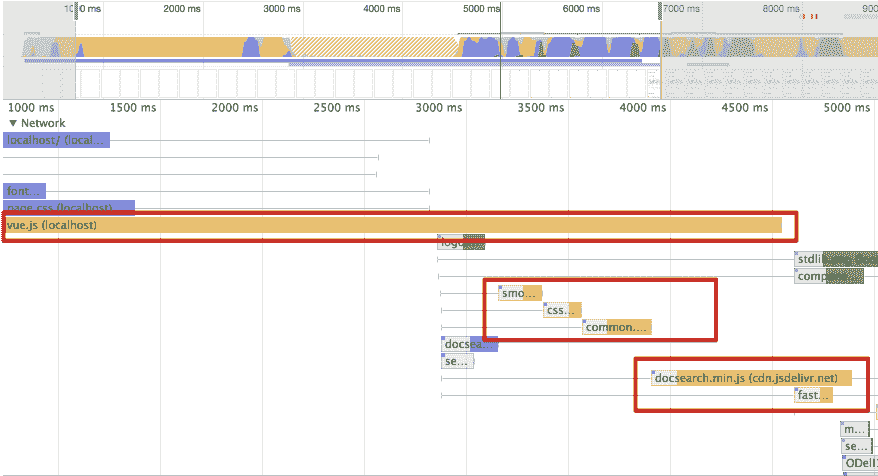 1000 ms 2000 ms 3000 ms 4000 ms 5000 ms 6000 ms 7000 ms 8000 ms 900
1000 ms 1500 ms 2000 ms 2500 ms 3000 ms 3500 ms 4000 ms 4500 ms 5000 ms
▼ Network
localhost/ (local…
font…
page.css (localhost)
vue.js (localhost)
logo
stdli
comp
smo…
css…
common.…
docsea…
se…
docsearch.min.js (cdn.jsdelivr.net)
fast…
m…
se…
ODelI